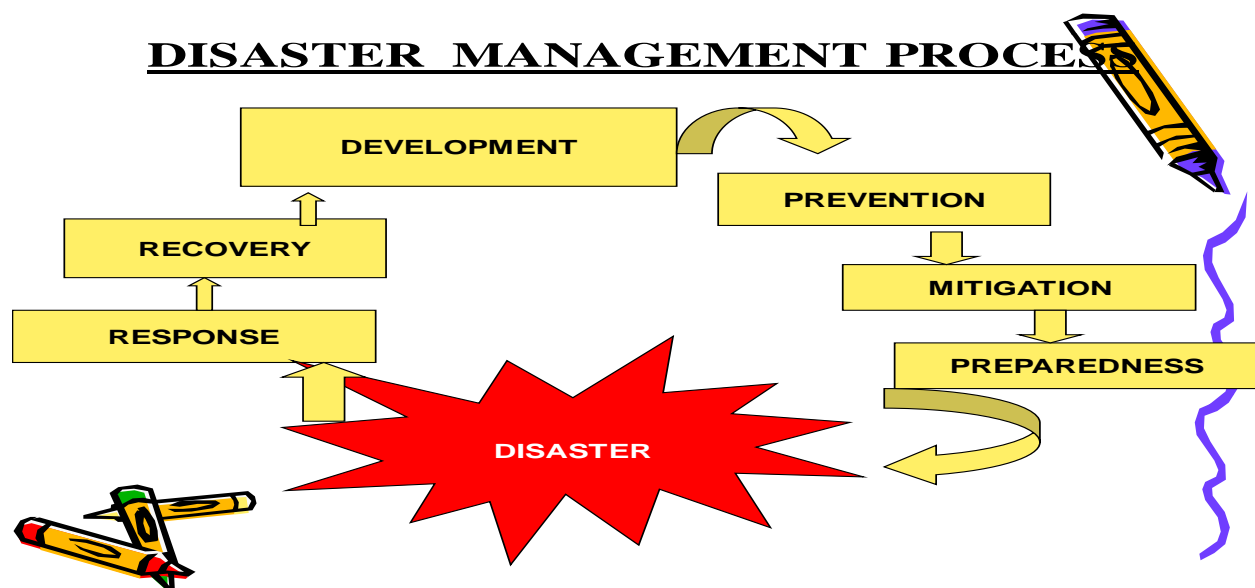 DISASTER MANAGEMENT PROCESS
DEVELOPMENT
PREVENTION
RECOVERY
MITIGATION
RESPONSE
PREPAREDNESS
DISASTER